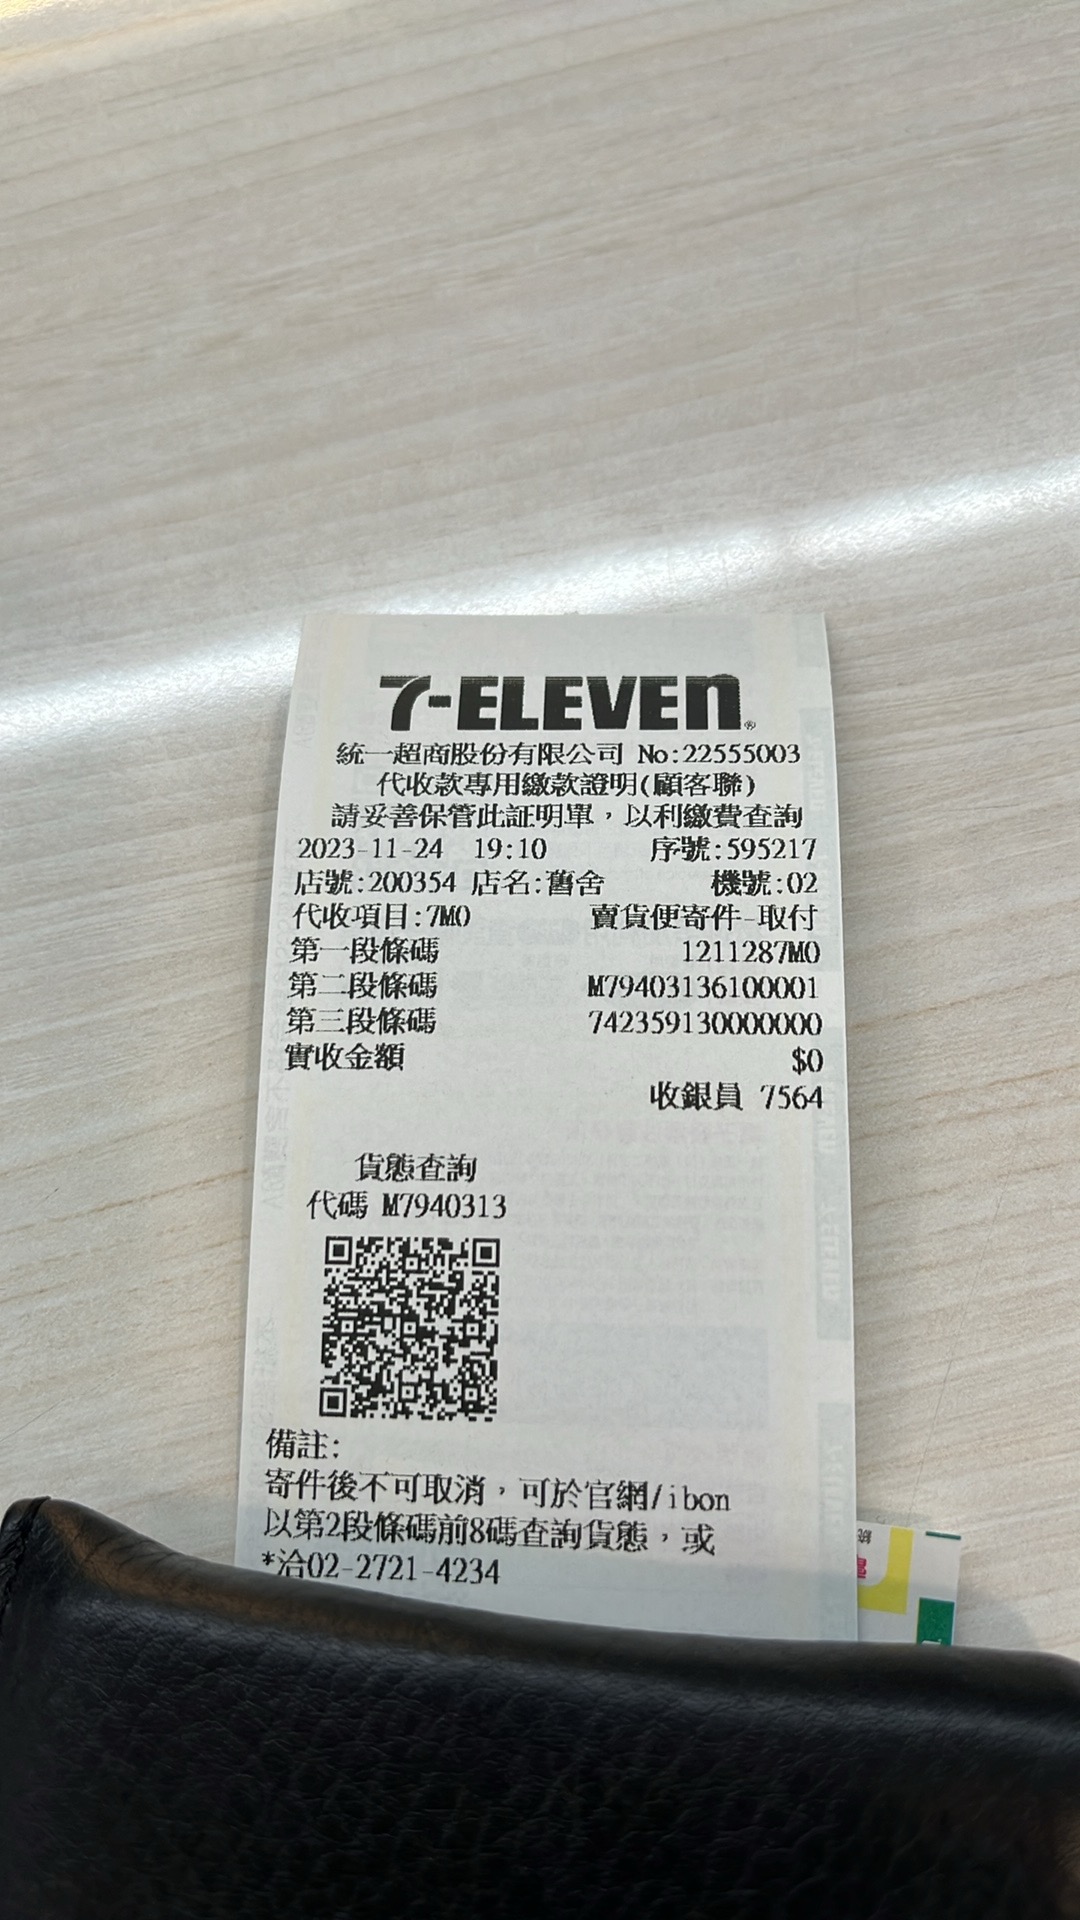 7-ELEVEN®
統一超商股份有限公司 No:22555003
代收款專用繳款證明(顧客聯)
請妥善保管此証明單，以利繳費查詢
2023-11-24 19:10 序號:595217
店號:200354 店名:舊舍 機號:02
代收項目:7M0 賣貨便寄件-取付
第一段條碼 1211287M0
第二段條碼 M79403136100001
第三段條碼 742359130000000
實收金額 $0
收銀員 7564
貨態查詢
代碼 M7940313
備註:
寄件後不可取消，可於官網/ibon
以第2段條碼前8碼查詢貨態，或
*洽02-2721-4234